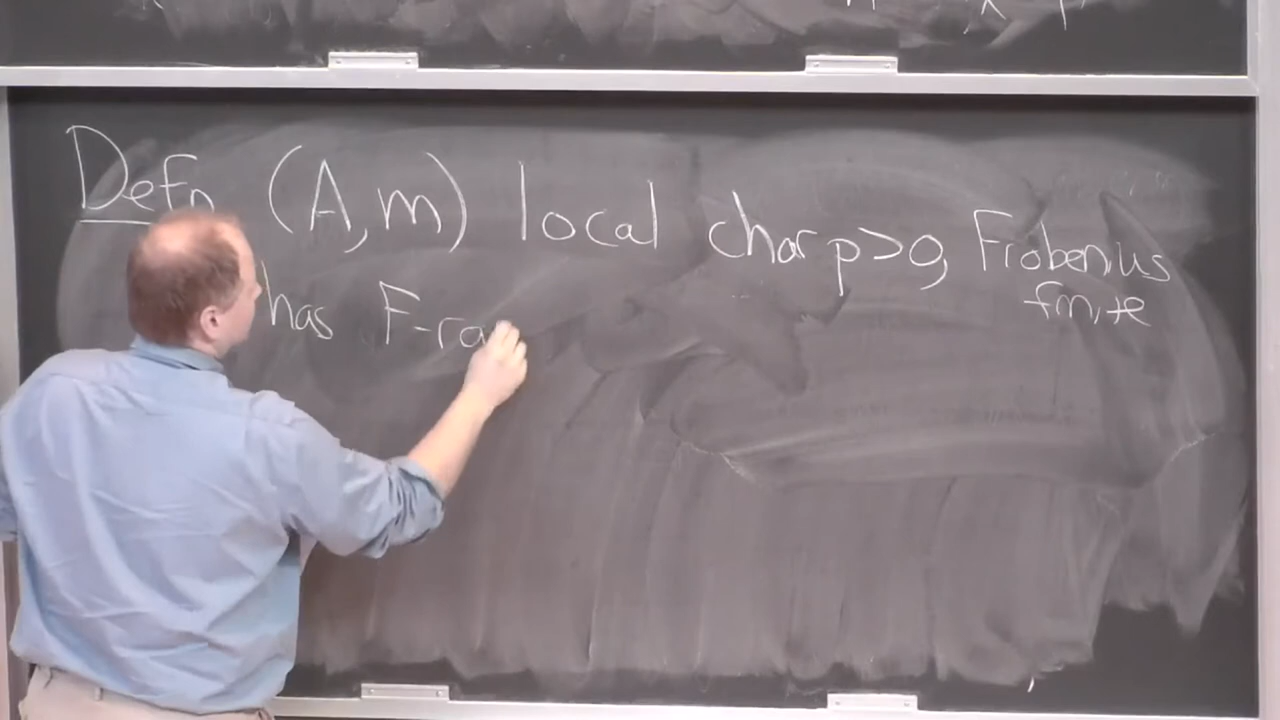 Defn (A,m) local char p>0, Frobenius
finite
has F-ra